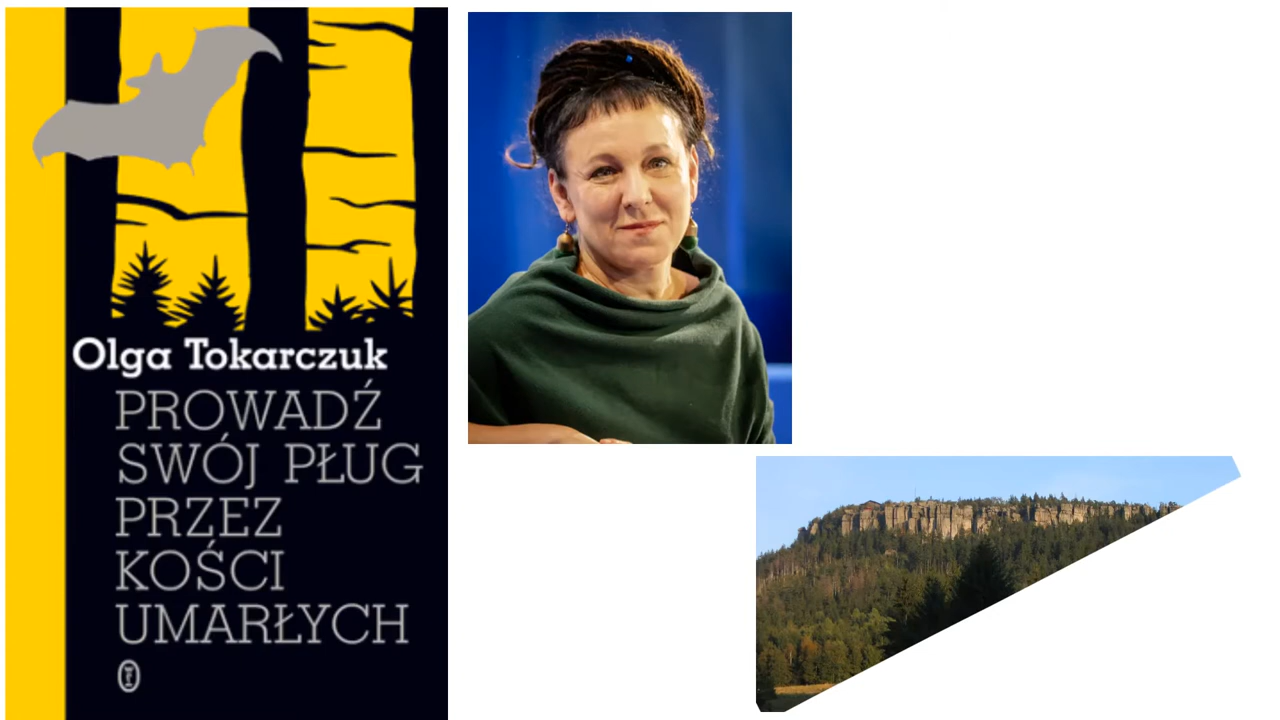 Olga Tokarczuk
PROWADŹ
SWÓJ PŁUG
PRZEZ
KOŚCI
UMARŁYCH